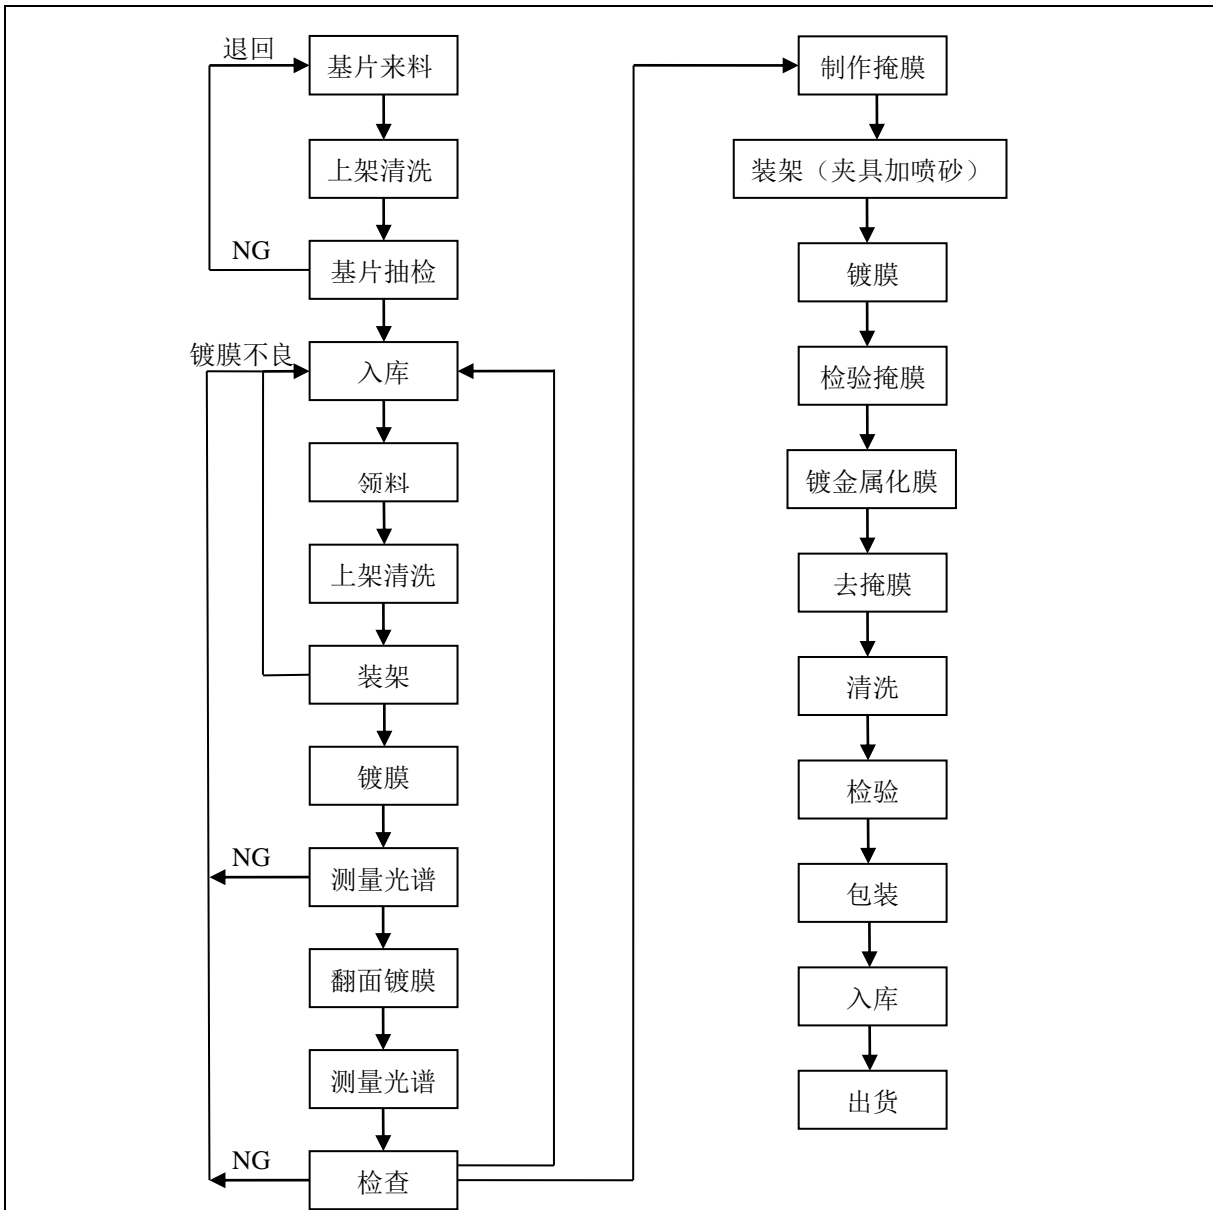 退回
基片来料
上架清洗
NG
基片抽检
镀膜不良
入库
领料
上架清洗
装架
镀膜
NG
测量光谱
翻面镀膜
测量光谱
NG
检查
制作掩膜
装架（夹具加喷砂）
镀膜
检验掩膜
镀金属化膜
去掩膜
清洗
检验
包装
入库
出货